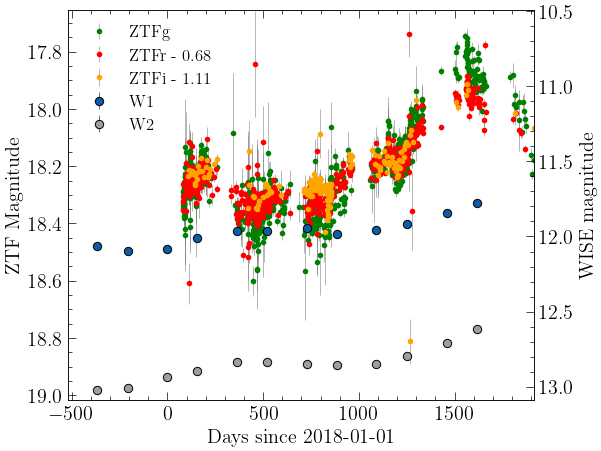 ZTFg
ZTFr - 0.68
ZTFi - 1.11
W1
W2
17.8
18.0
18.2
18.4
18.6
18.8
19.0
ZTF Magnitude
10.5
11.0
11.5
12.0
12.5
13.0
WISE magnitude
−500
0
500
1000
1500
Days since 2018-01-01